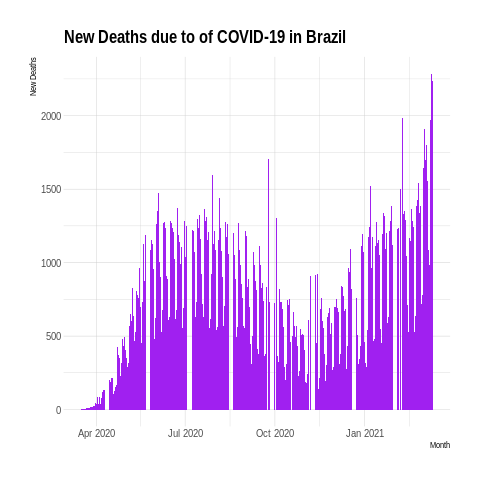 New Deaths due to of COVID-19 in Brazil
New Deaths
2000
1500
1000
500
0
Apr 2020 Jul 2020 Oct 2020 Jan 2021
Month